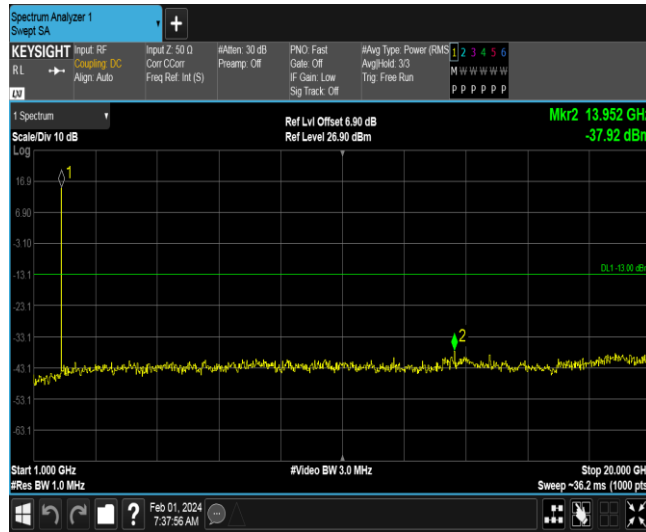 Spectrum Analyzer 1
Swept SA
+
KEYSIGHT Input: RF Input Z: 50 Ω #Atten: 30 dB PNO: Fast #Avg Type: Power (RMS 1 2 3 4 5 6
RL Coupling: DC Corr CCorr Preamp: Off Gate: Off Avg|Hold: 3/3 M W W W W W
Align: Auto Freq Ref: Int (S) IF Gain: Low Trig: Free Run P P P P P P
LXI Sig Track: Off
1 Spectrum Ref Lvl Offset 6.90 dB Mkr2 13.952 GHz
Scale/Div 10 dB Ref Level 26.90 dBm -37.92 dBm
Log
1
16.9
6.90
-3.10
-13.1 DL1 -13.00 dBm
-23.1
-33.1
2
-43.1
-53.1
-63.1
Start 1.000 GHz #Video BW 3.0 MHz Stop 20.000 GHz
#Res BW 1.0 MHz Sweep ~36.2 ms (1000 pts
? Feb 01, 2024
7:37:56 AM